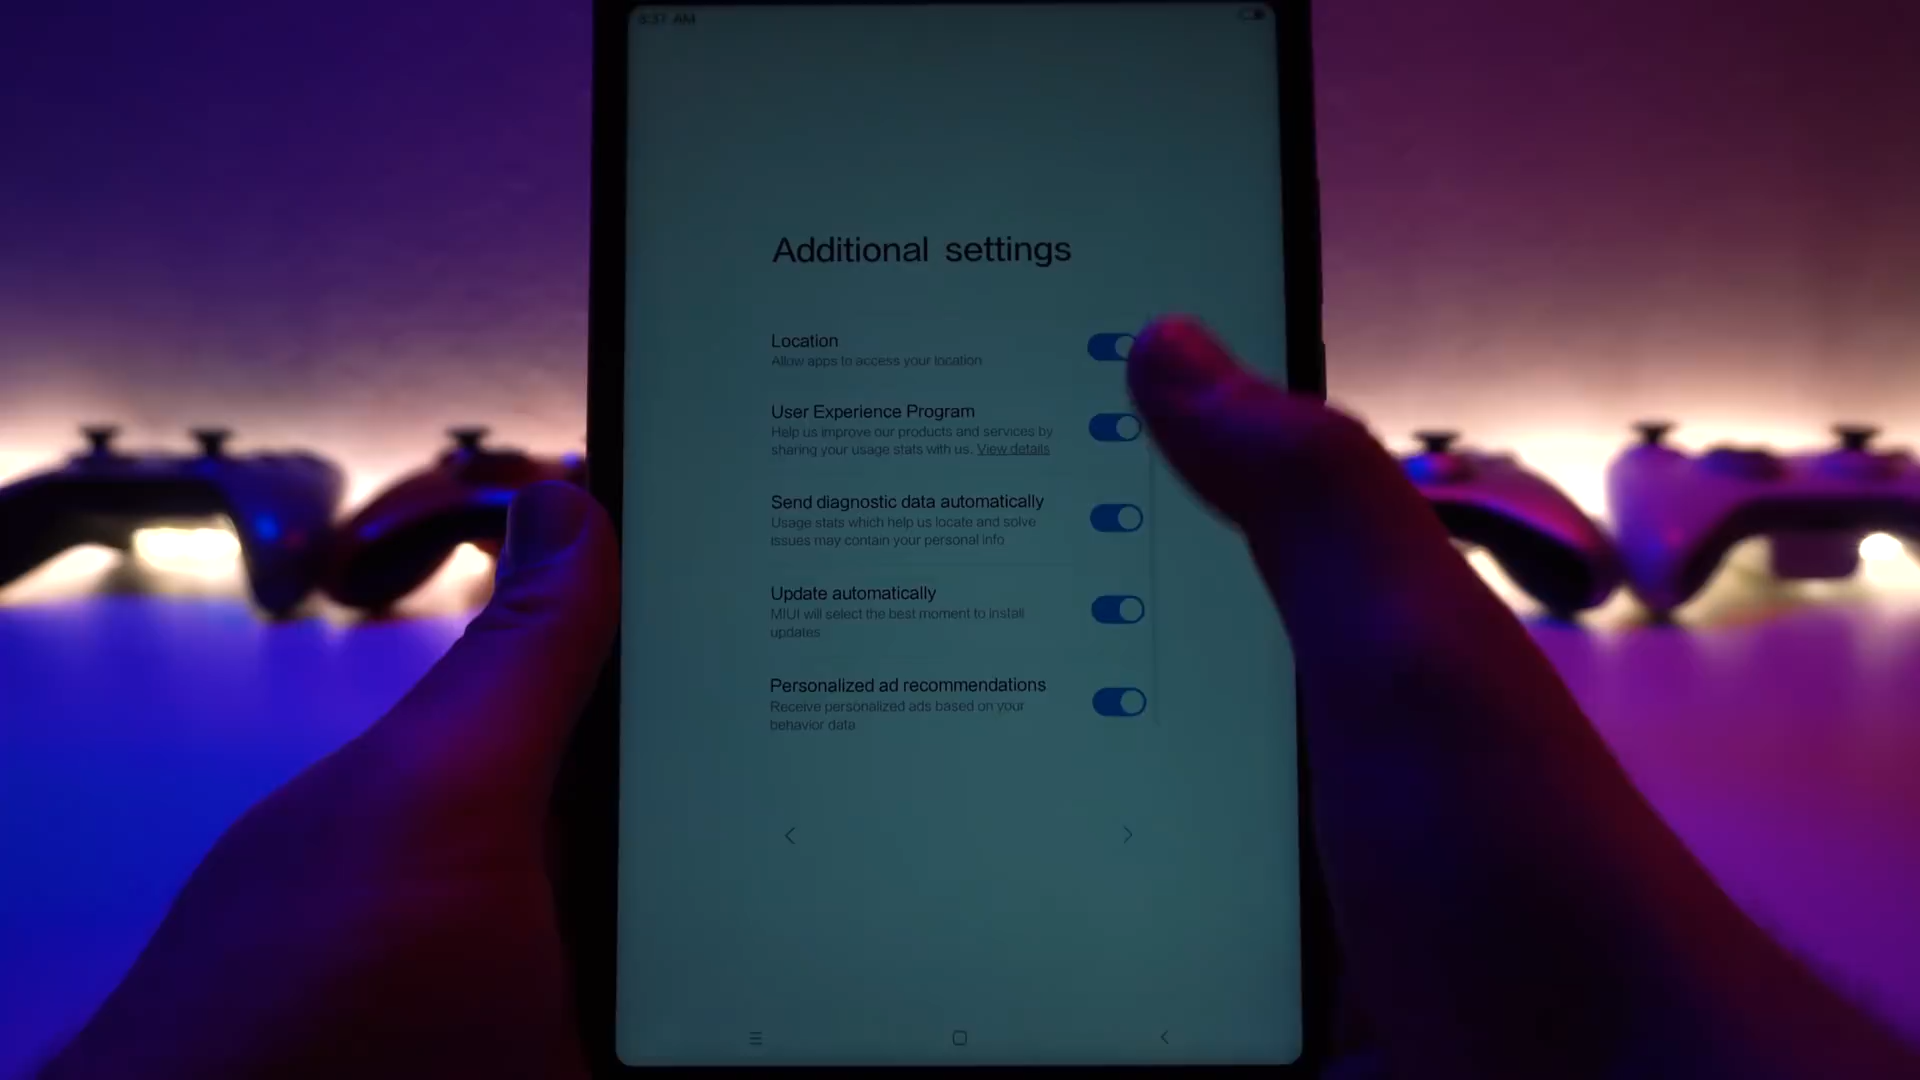 8:37 AM
Additional settings
Location
Allow apps to access your location
User Experience Program
Help us improve our products and services by
sharing your usage stats with us. View details
Send diagnostic data automatically
Usage stats which help us locate and solve
issues may contain your personal info
Update automatically
MIUI will select the best moment to install
updates
Personalized ad recommendations
Receive personalized ads based on your
behavior data